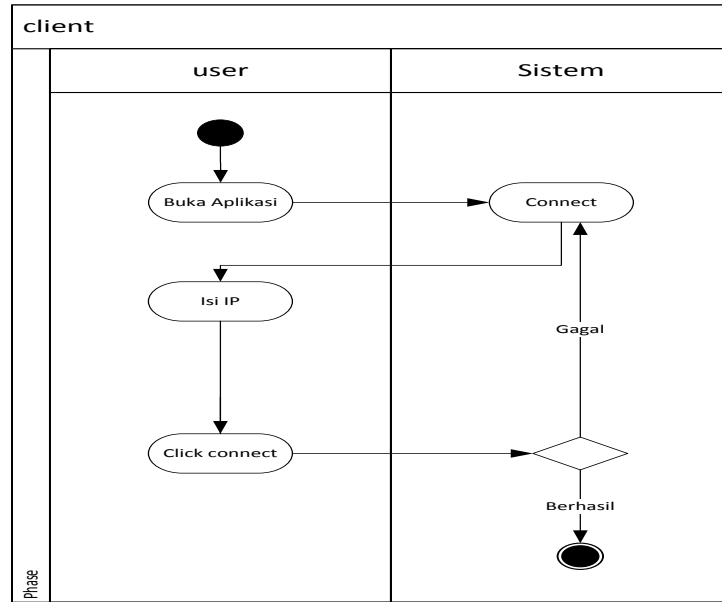 client
user
Sistem
Buka Aplikasi
Connect
Isi IP
Gagal
Click connect
Berhasil
Phase